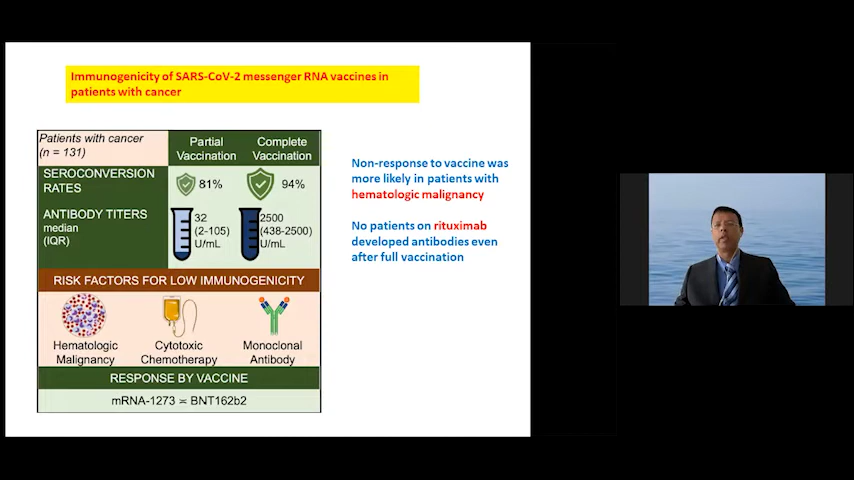 Immunogenicity of SARS-CoV-2 messenger RNA vaccines in
patients with cancer
Patients with cancer
(n = 131)
Partial
Vaccination
Complete
Vaccination
SEROCONVERSION
RATES
81%
94%
ANTIBODY TITERS
median
(IQR)
32
(2-105)
U/mL
2500
(438-2500)
U/mL
RISK FACTORS FOR LOW IMMUNOGENICITY
Hematologic
Malignancy
Cytotoxic
Chemotherapy
Monoclonal
Antibody
RESPONSE BY VACCINE
mRNA-1273 ≍ BNT162b2
Non-response to vaccine was
more likely in patients with
hematologic malignancy
No patients on rituximab
developed antibodies even
after full vaccination